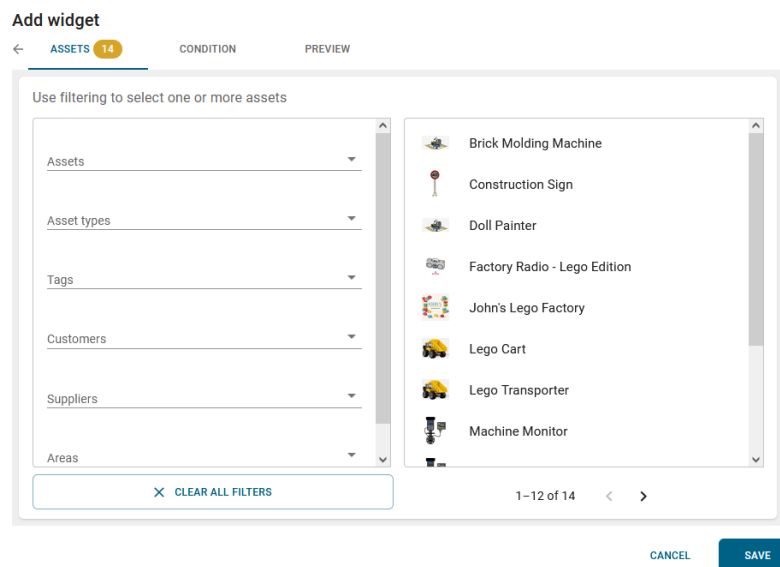 Add widget
ASSETS 14
CONDITION
PREVIEW
Use filtering to select one or more assets
Assets
Asset types
Tags
Customers
Suppliers
Areas
CLEAR ALL FILTERS
Brick Molding Machine
Construction Sign
Doll Painter
Factory Radio - Lego Edition
John's Lego Factory
Lego Cart
Lego Transporter
Machine Monitor
1–12 of 14
CANCEL
SAVE